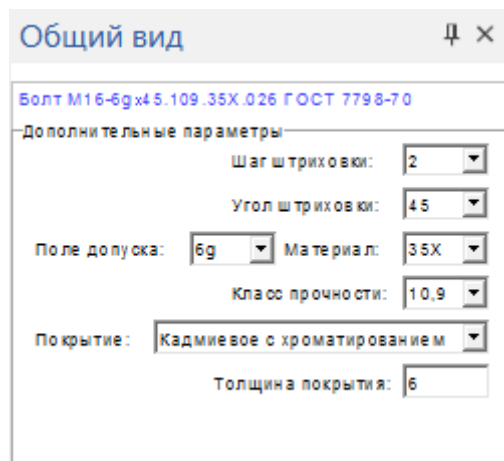 Общий вид
Болт М16-6gх45.109.35Х.026 ГОСТ 7798-70
Дополнительные параметры
Шаг штриховки: 2
Угол штриховки: 45
Поле допуска: 6g Материал: 35Х
Класс прочности: 10,9
Покрытие: Кадмиевое с хроматированием
Толщина покрытия: 6